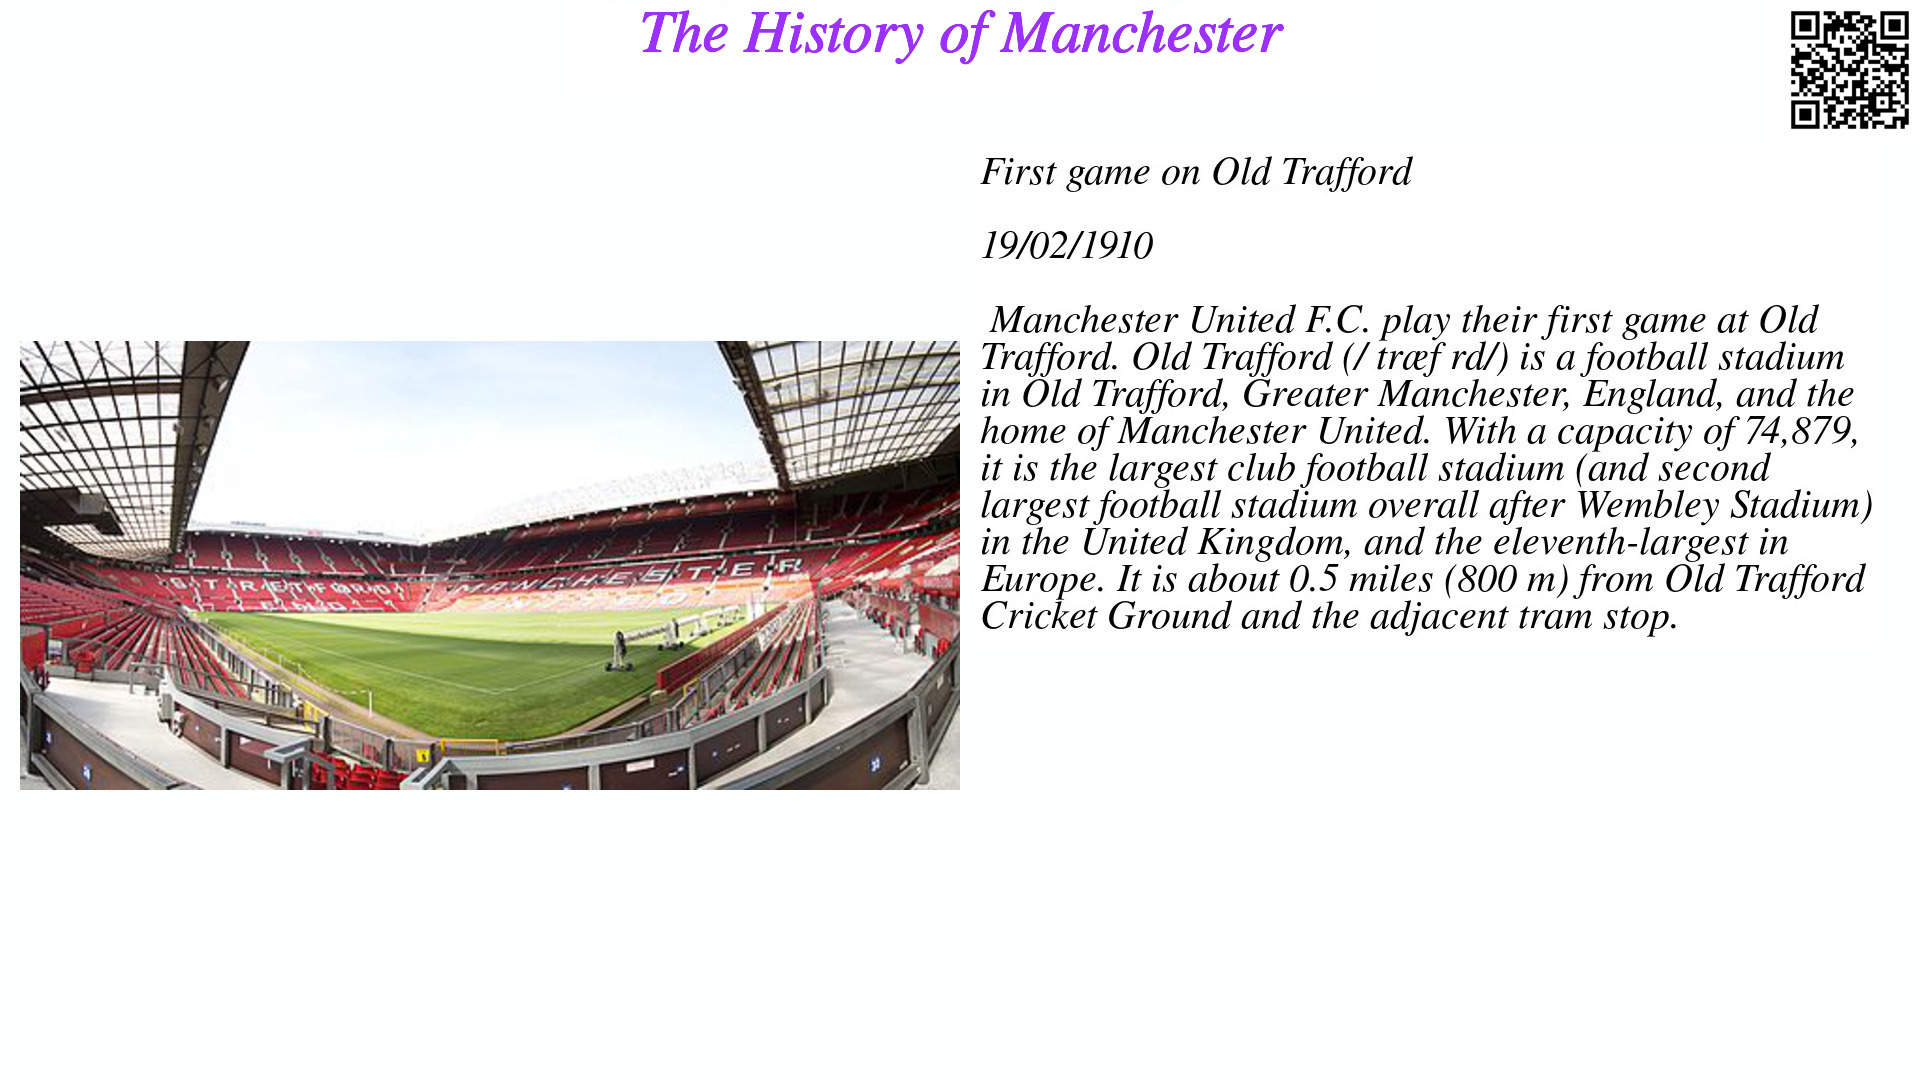 The History of Manchester
First game on Old Trafford
19/02/1910
Manchester United F.C. play their first game at Old
Trafford. Old Trafford (/ træf rd/) is a football stadium
in Old Trafford, Greater Manchester, England, and the
home of Manchester United. With a capacity of 74,879,
it is the largest club football stadium (and second
largest football stadium overall after Wembley Stadium)
in the United Kingdom, and the eleventh-largest in
Europe. It is about 0.5 miles (800 m) from Old Trafford
Cricket Ground and the adjacent tram stop.
STRETFORD
END
MANCHESTER
UNITED